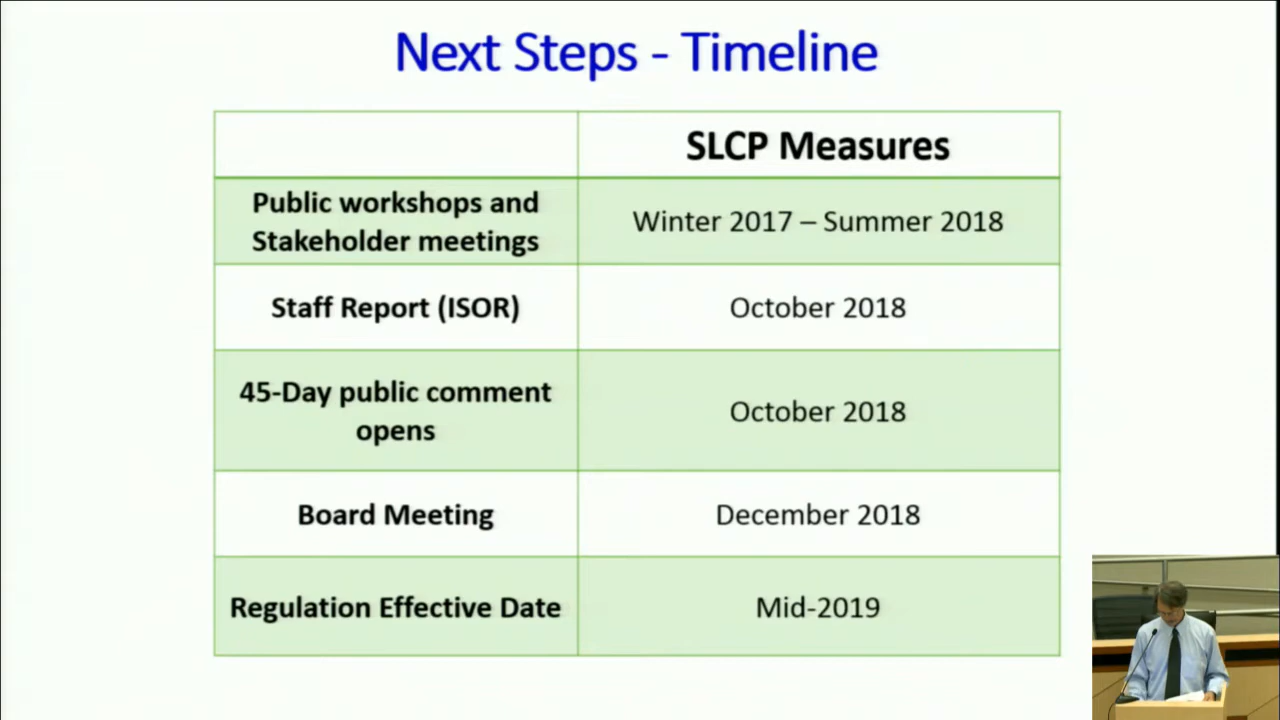 Next Steps - Timeline
SLCP Measures
Public workshops and
Stakeholder meetings
Winter 2017 – Summer 2018
Staff Report (ISOR)
October 2018
45-Day public comment
opens
October 2018
Board Meeting
December 2018
Regulation Effective Date
Mid-2019